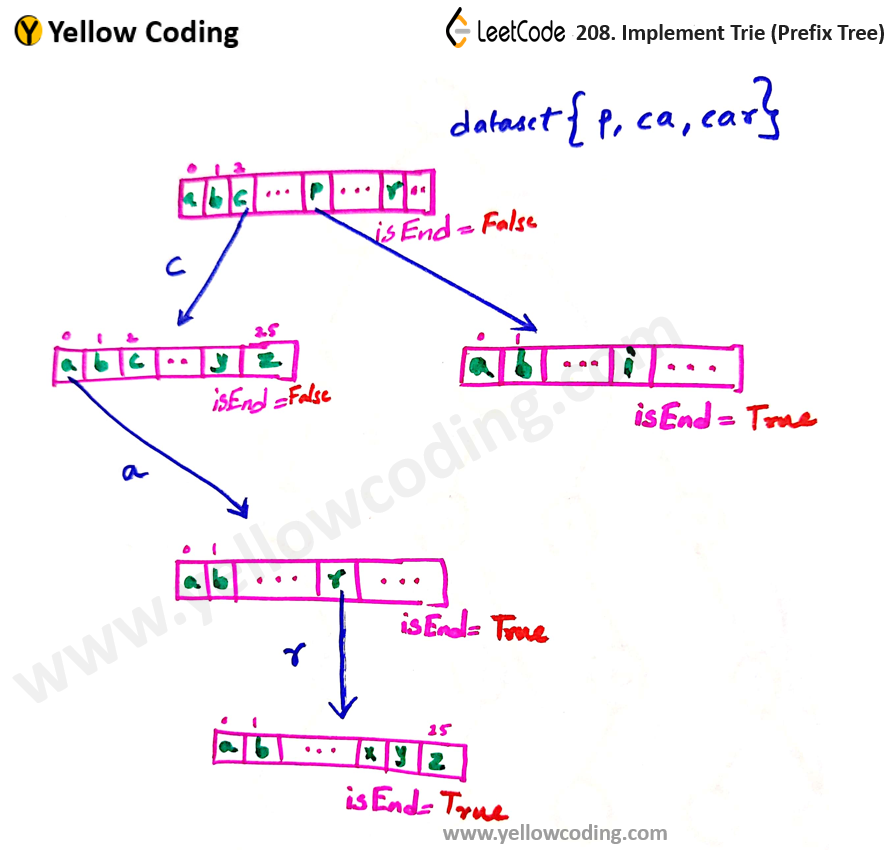 Yellow Coding
LeetCode 208. Implement Trie (Prefix Tree)
dataset{ p, ca, car}
0 1 2
a b c ... p ... r ..
isEnd = False
c
0 1 2 25
a b c .. y z
isEnd = False
0 1
a b ... i ...
isEnd = True
a
0 1
a b ... r ...
isEnd = True
r
0 1 25
a b ... x y z
isEnd = True
www.yellowcoding.com
www.yellowcoding.com